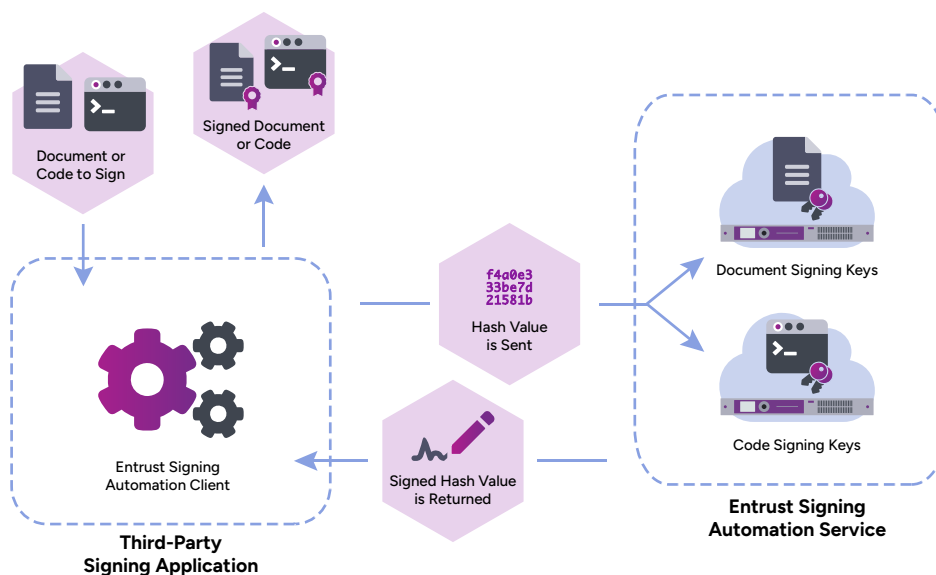 Document or
Code to Sign
Signed Document
or Code
f4a0e3
33be7d
21581b
Hash Value
is Sent
Document Signing Keys
Code Signing Keys
Entrust Signing
Automation Client
Signed Hash Value
is Returned
Third-Party
Signing Application
Entrust Signing
Automation Service